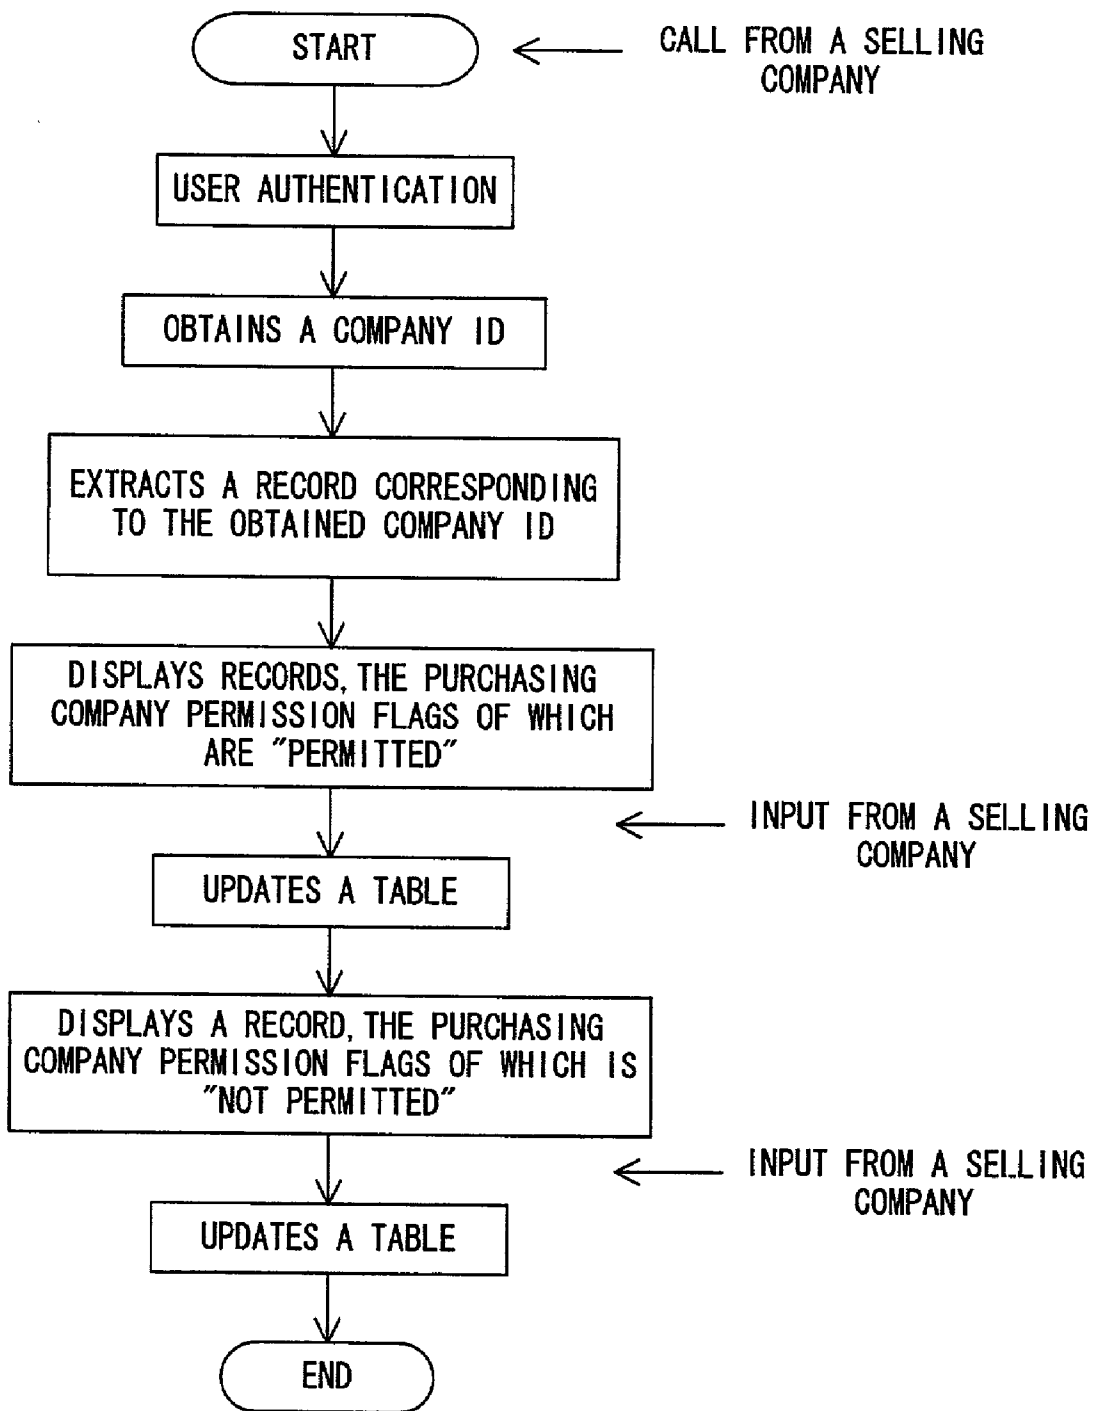 START
CALL FROM A SELLING
COMPANY
USER AUTHENTICATION
OBTAINS A COMPANY ID
EXTRACTS A RECORD CORRESPONDING
TO THE OBTAINED COMPANY ID
DISPLAYS RECORDS, THE PURCHASING
COMPANY PERMISSION FLAGS OF WHICH
ARE "PERMITTED"
INPUT FROM A SELLING
COMPANY
UPDATES A TABLE
DISPLAYS A RECORD, THE PURCHASING
COMPANY PERMISSION FLAGS OF WHICH IS
"NOT PERMITTED"
INPUT FROM A SELLING
COMPANY
UPDATES A TABLE
END